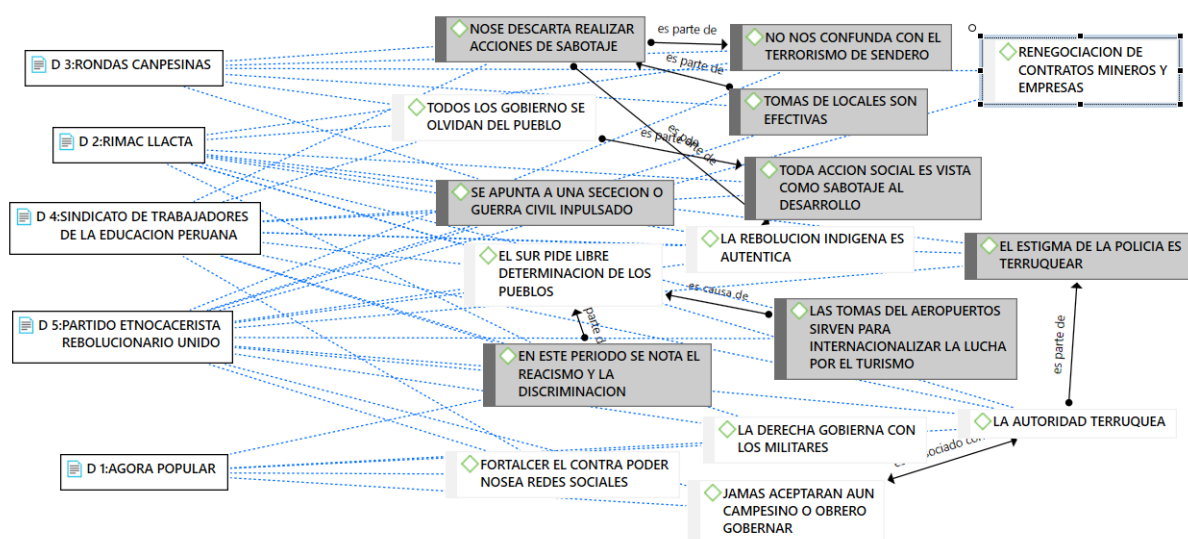 D 3:RONDAS CANPESINAS
D 2:RIMAC LLACTA
D 4:SINDICATO DE TRABAJADORES
DE LA EDUCACION PERUANA
D 5:PARTIDO ETNOCACERISTA
REBOLUCIONARIO UNIDO
D 1:AGORA POPULAR
NOSE DESCARTA REALIZAR
ACCIONES DE SABOTAJE
es parte de
NO NOS CONFUNDA CON EL
TERRORISMO DE SENDERO
RENEGOCIACION DE
CONTRATOS MINEROS Y
EMPRESAS
es parte de
TOMAS DE LOCALES SON
EFECTIVAS
TODOS LOS GOBIERNO SE
OLVIDAN DEL PUEBLO
es parte de
TODA ACCION SOCIAL ES VISTA
COMO SABOTAJE AL
DESARROLLO
SE APUNTA A UNA SECECION O
GUERRA CIVIL INPULSADO
LA REBOLUCION INDIGENA ES
AUTENTICA
EL ESTIGMA DE LA POLICIA ES
TERRUQUEAR
EL SUR PIDE LIBRE
DETERMINACION DE LOS
PUEBLOS
es causa de
LAS TOMAS DEL AEROPUERTOS
SIRVEN PARA
INTERNACIONALIZAR LA LUCHA
POR EL TURISMO
parte d
es parte de
EN ESTE PERIODO SE NOTA EL
REACISMO Y LA
DISCRIMINACION
LA DERECHA GOBIERNA CON
LOS MILITARES
LA AUTORIDAD TERRUQUEA
FORTALCER EL CONTRA PODER
NOSEA REDES SOCIALES
JAMAS ACEPTARAN AUN
CAMPESINO O OBRERO
GOBERNAR